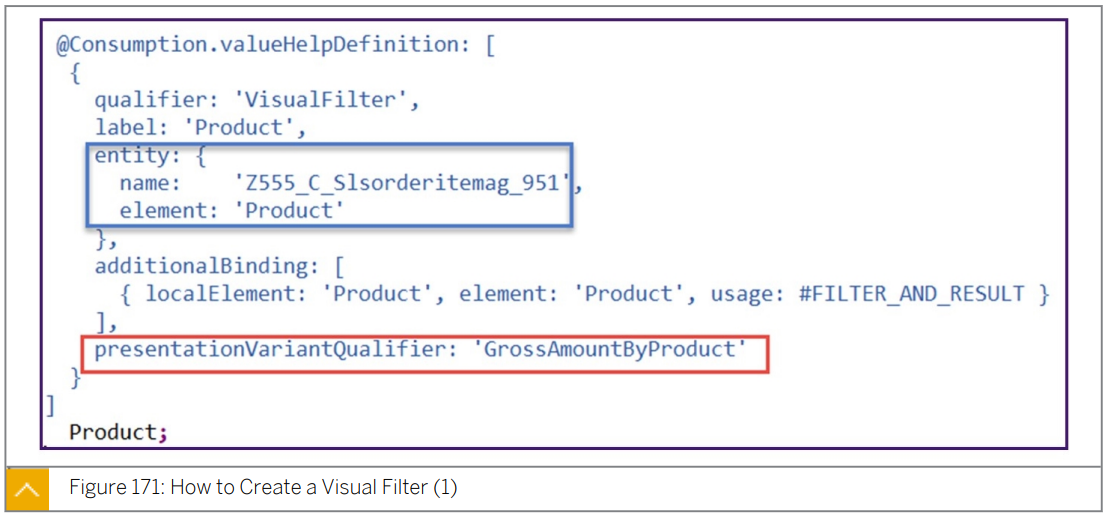 @Consumption.valueHelpDefinition: [
  {
    qualifier: 'VisualFilter',
    label: 'Product',
    entity: {
      name:    'Z555_C_Slsorderitemag_951',
      element: 'Product'
    },
    additionalBinding: [
      { localElement: 'Product', element: 'Product', usage: #FILTER_AND_RESULT }
    ],
    presentationVariantQualifier: 'GrossAmountByProduct'
  }
]
  Product;
Figure 171: How to Create a Visual Filter (1)